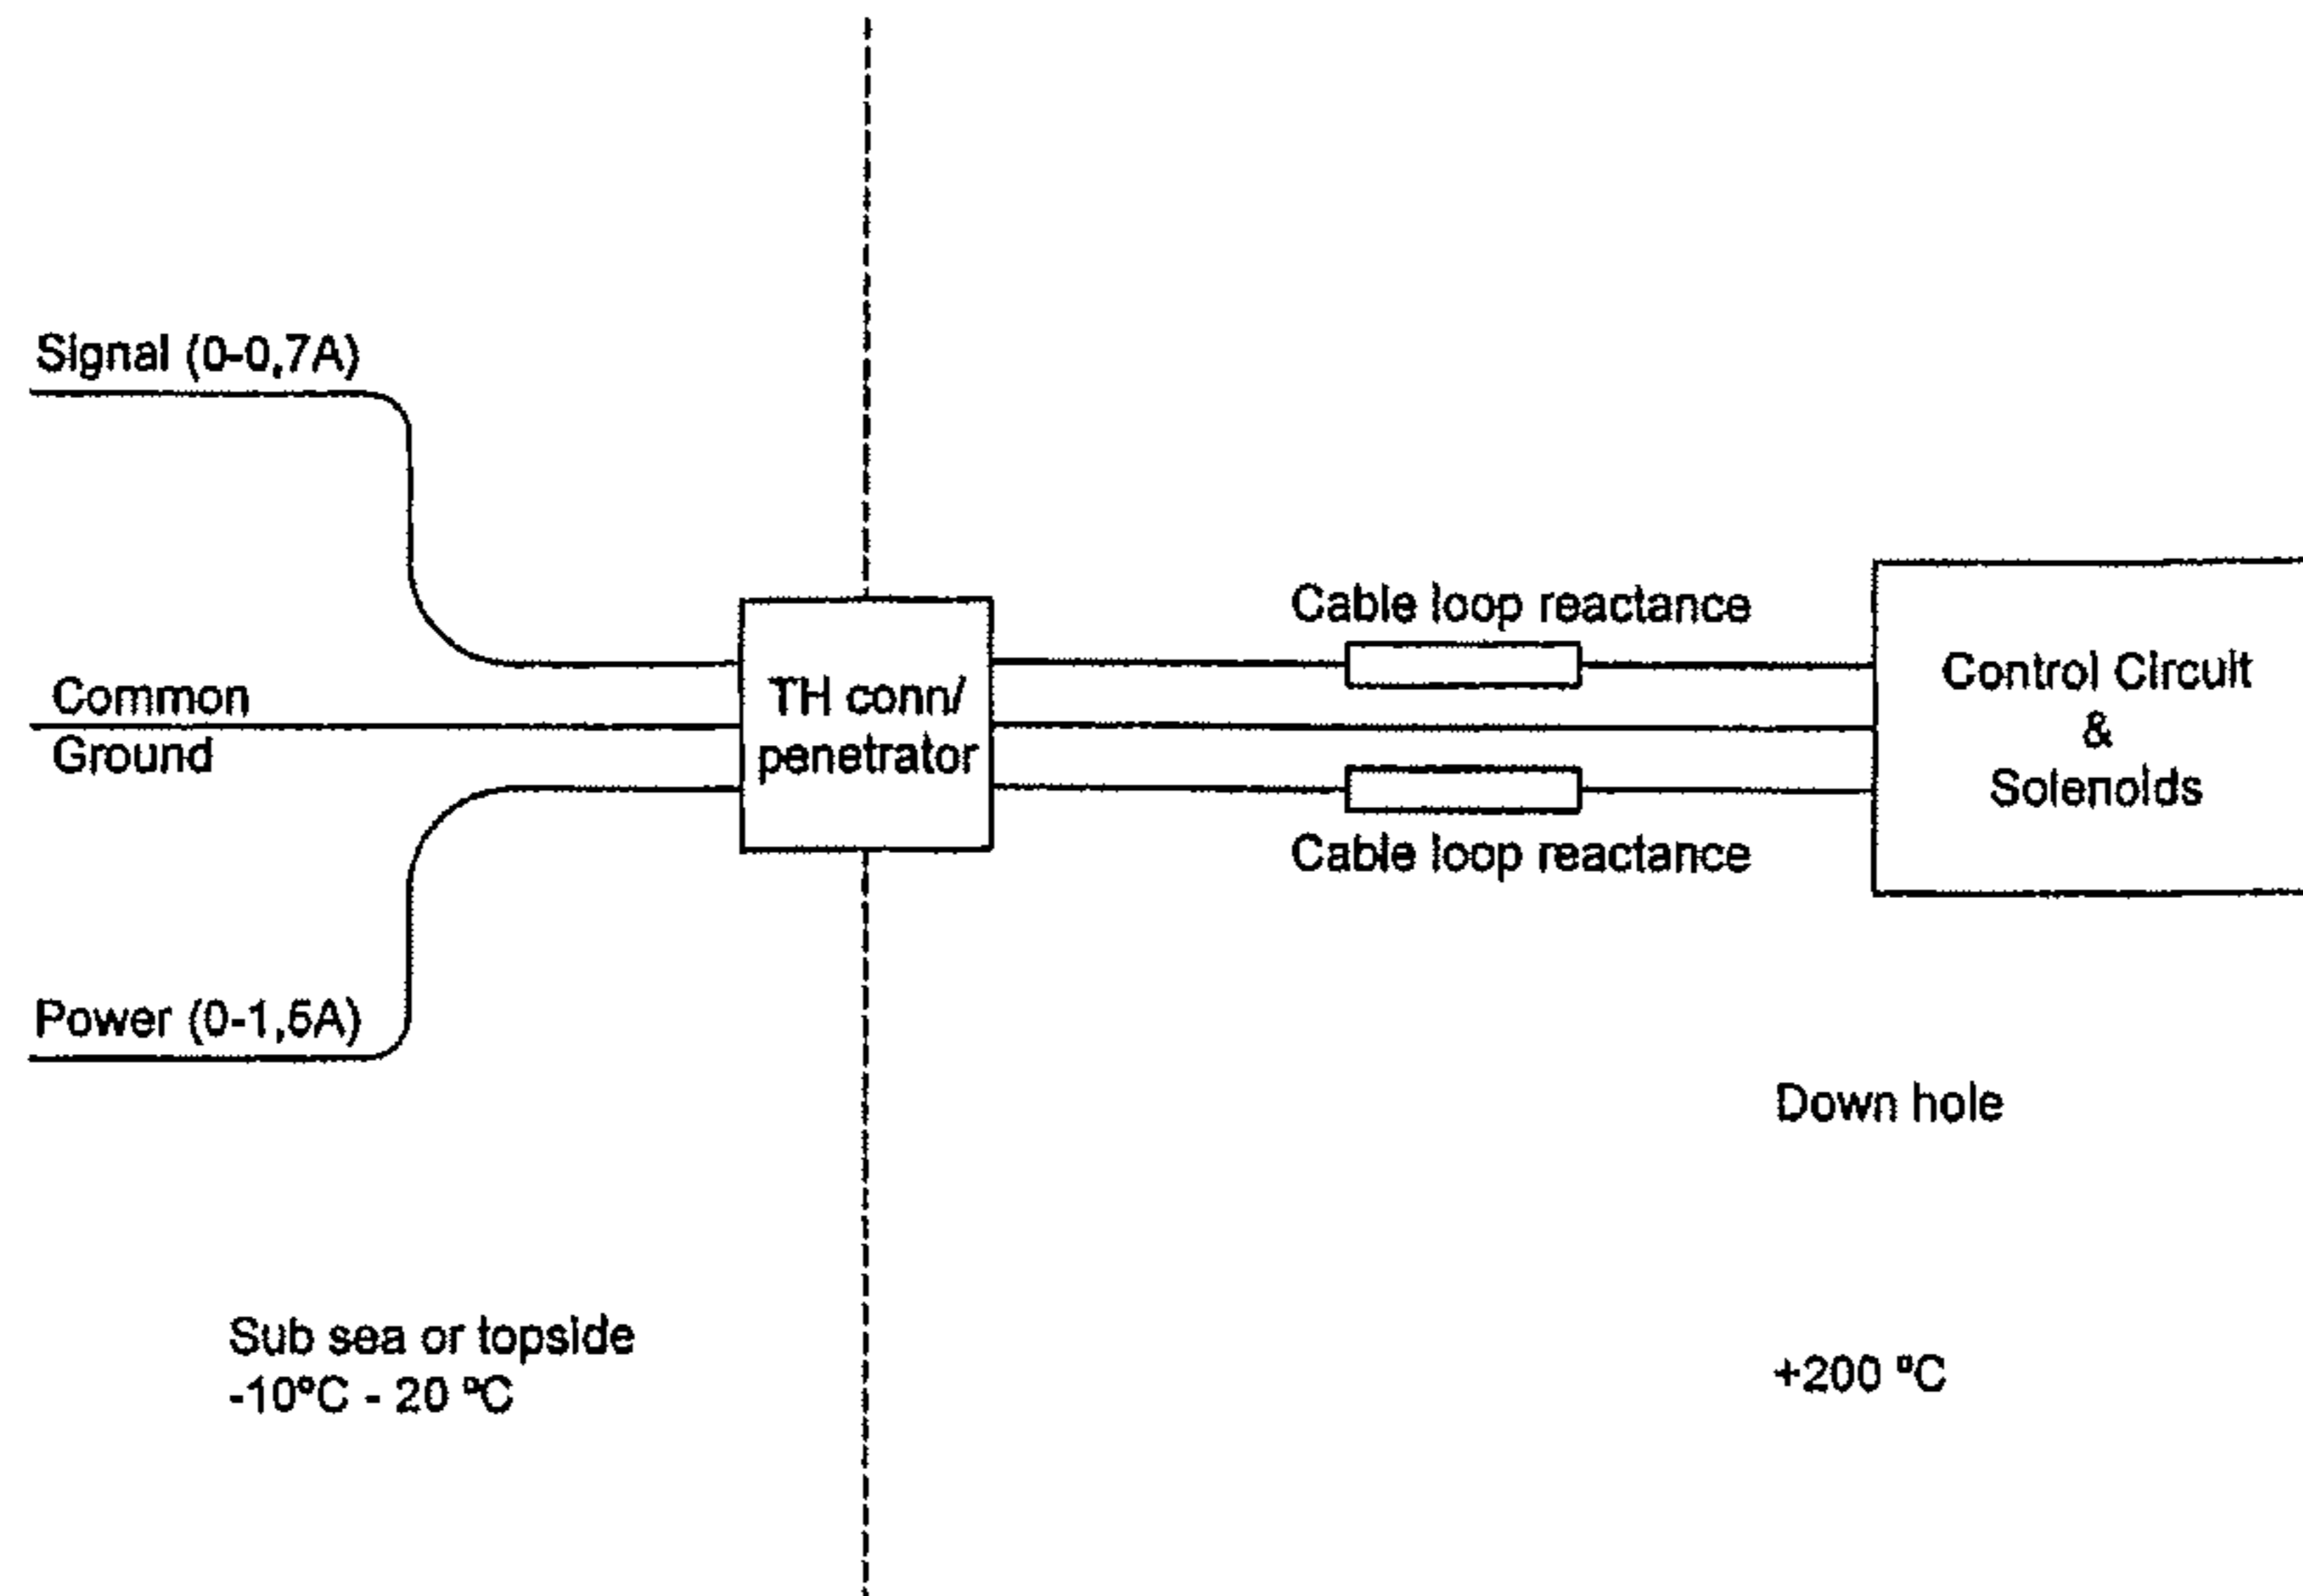 Signal (0-0,7A)
Common
Ground
Power (0-1,5A)
TH conn/
penetrator
Cable loop reactance
Cable loop reactance
Control Circuit
&
Solenoids
Down hole
Sub sea or topside
-10ºC - 20 ºC
+200 ºC